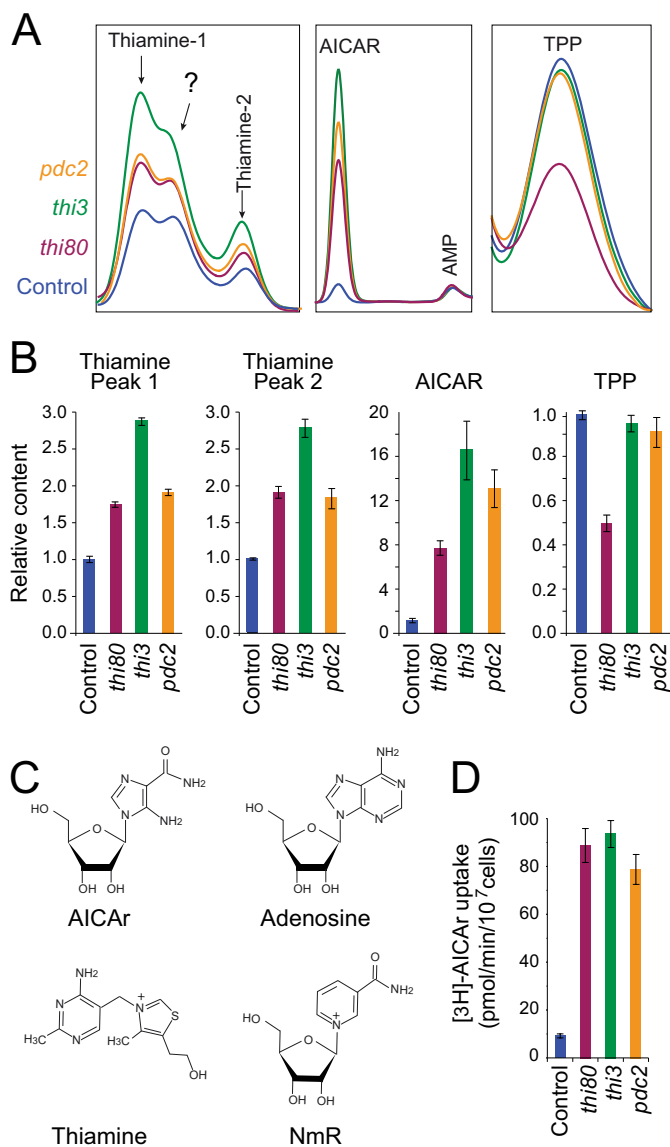 A
Thiamine-1
?
Thiamine-2
pdc2
thi3
thi80
Control
AICAR
AMP
TPP
B
Relative content
Thiamine
Peak 1
3.0
2.5
2.0
1.5
1.0
0.5
0.0
Control
thi80
thi3
pdc2
Thiamine
Peak 2
3.0
2.5
2.0
1.5
1.0
0.5
0.0
Control
thi80
thi3
pdc2
AICAR
20
16
12
8
4
0
Control
thi80
thi3
pdc2
TPP
1.0
0.8
0.6
0.4
0.2
0.0
Control
thi80
thi3
pdc2
C
O
N
NH2
N
NH2
HO
O
OH OH
AICAr
NH2
N
N
N
N
HO
O
OH OH
Adenosine
NH2
N
N
H3C
+
N
S
H3C
OH
Thiamine
O
NH2
+
N
HO
O
OH OH
NmR
D
[3H]-AICAr uptake
(pmol/min/10⁷cells)
100
80
60
40
20
10
0
Control
thi80
thi3
pdc2